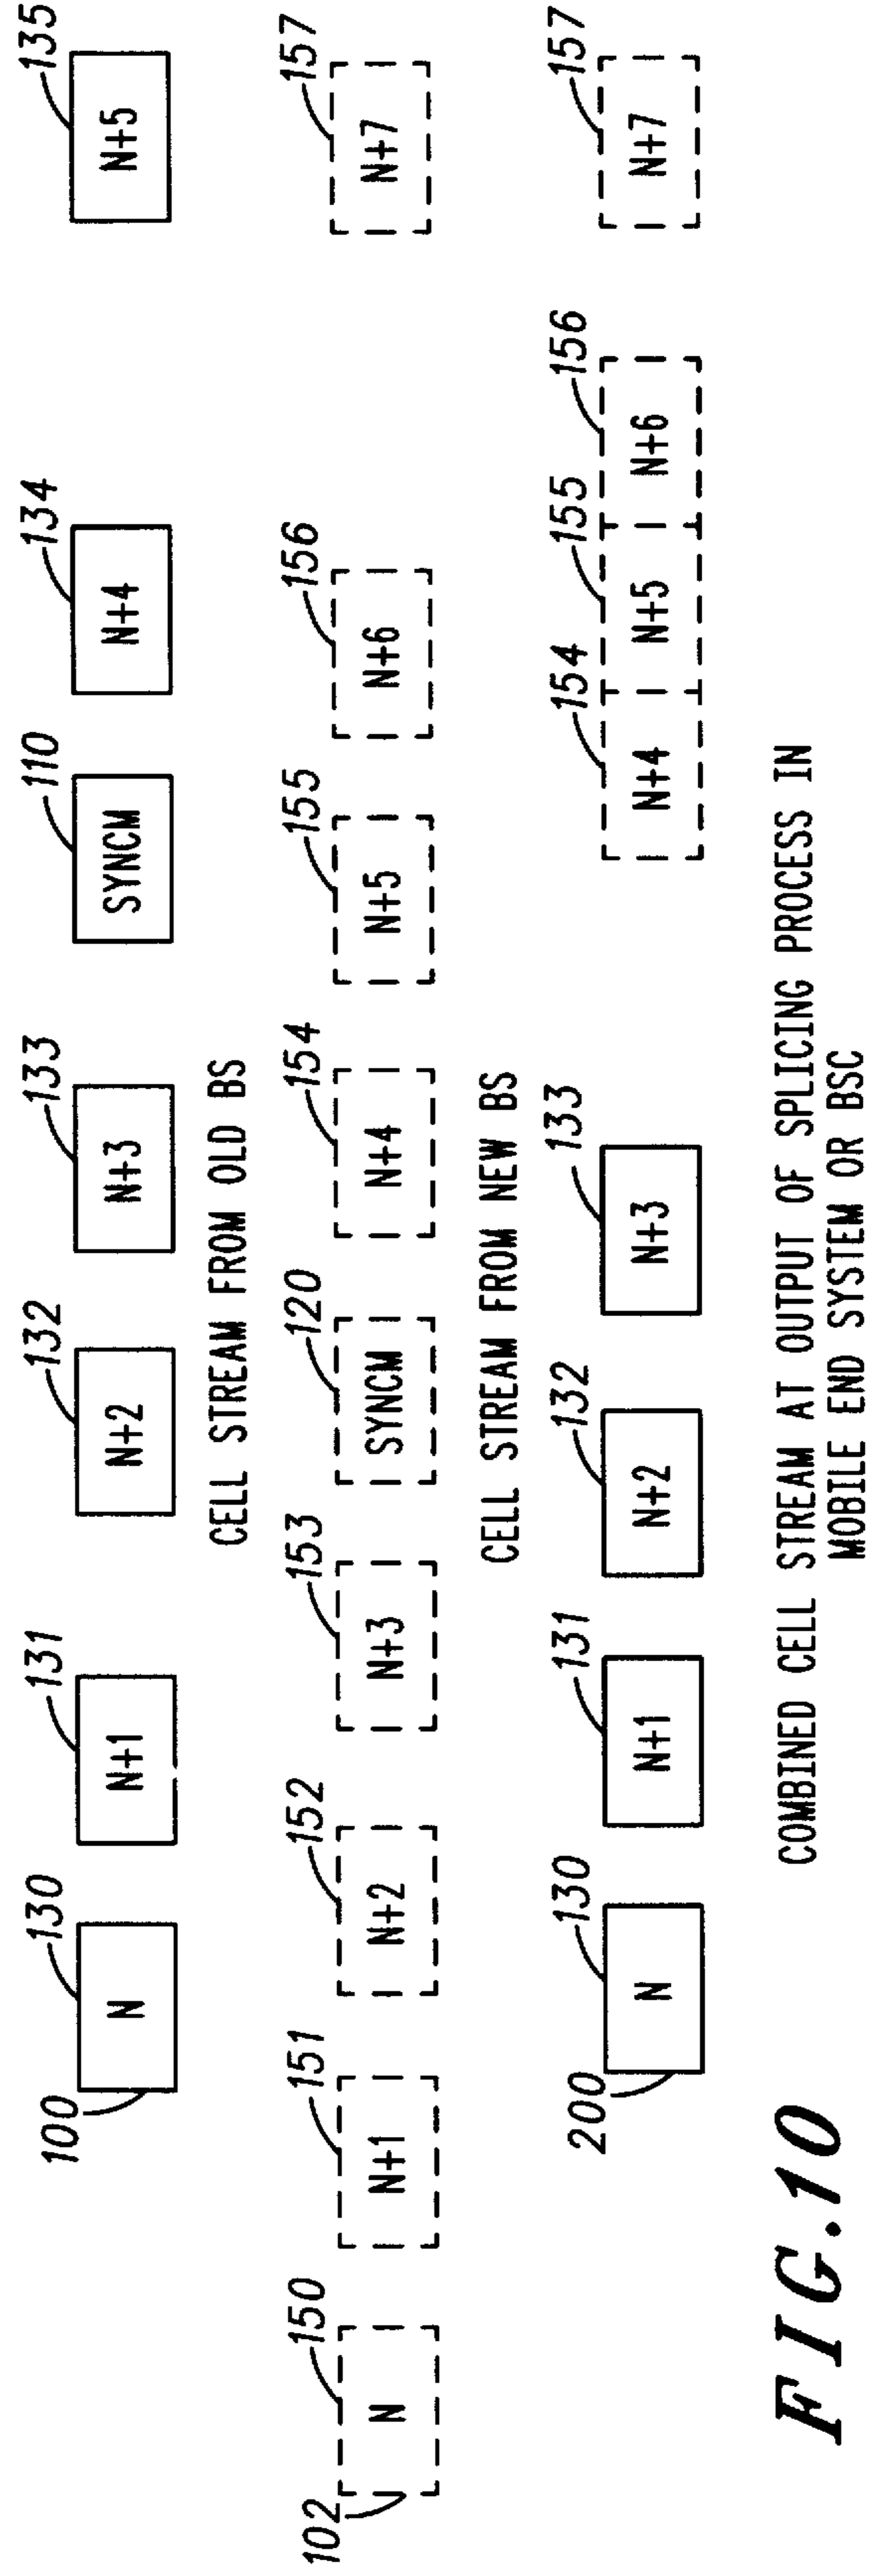 130 131 132 133 110 134 135
100 N N+1 N+2 N+3 SYNCM N+4 N+5
CELL STREAM FROM OLD BS
150 151 152 153 120 154 155 156 157
102 N N+1 N+2 N+3 SYNCM N+4 N+5 N+6 N+7
CELL STREAM FROM NEW BS
130 131 132 133 154 155 156 157
200 N N+1 N+2 N+3 N+4 N+5 N+6 N+7
COMBINED CELL STREAM AT OUTPUT OF SPLICING PROCESS IN
MOBILE END SYSTEM OR BSC
FIG.10